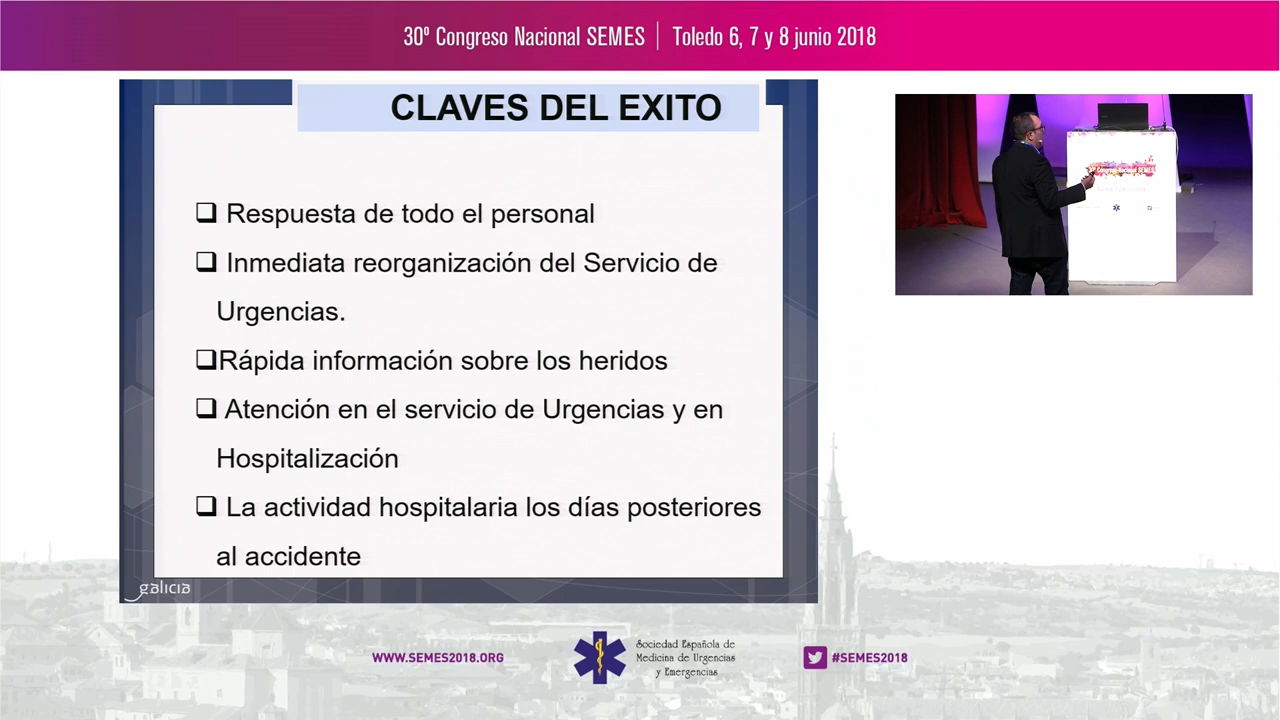 30º Congreso Nacional SEMES | Toledo 6, 7 y 8 junio 2018
CLAVES DEL EXITO
❑ Respuesta de todo el personal
❑ Inmediata reorganización del Servicio de
Urgencias.
❑Rápida información sobre los heridos
❑ Atención en el servicio de Urgencias y en
Hospitalización
❑ La actividad hospitalaria los días posteriores
al accidente
galicia
Congreso Nacional SEMES
WWW.SEMES2018.ORG
Sociedad Española de
Medicina de Urgencias
y Emergencias
#SEMES2018